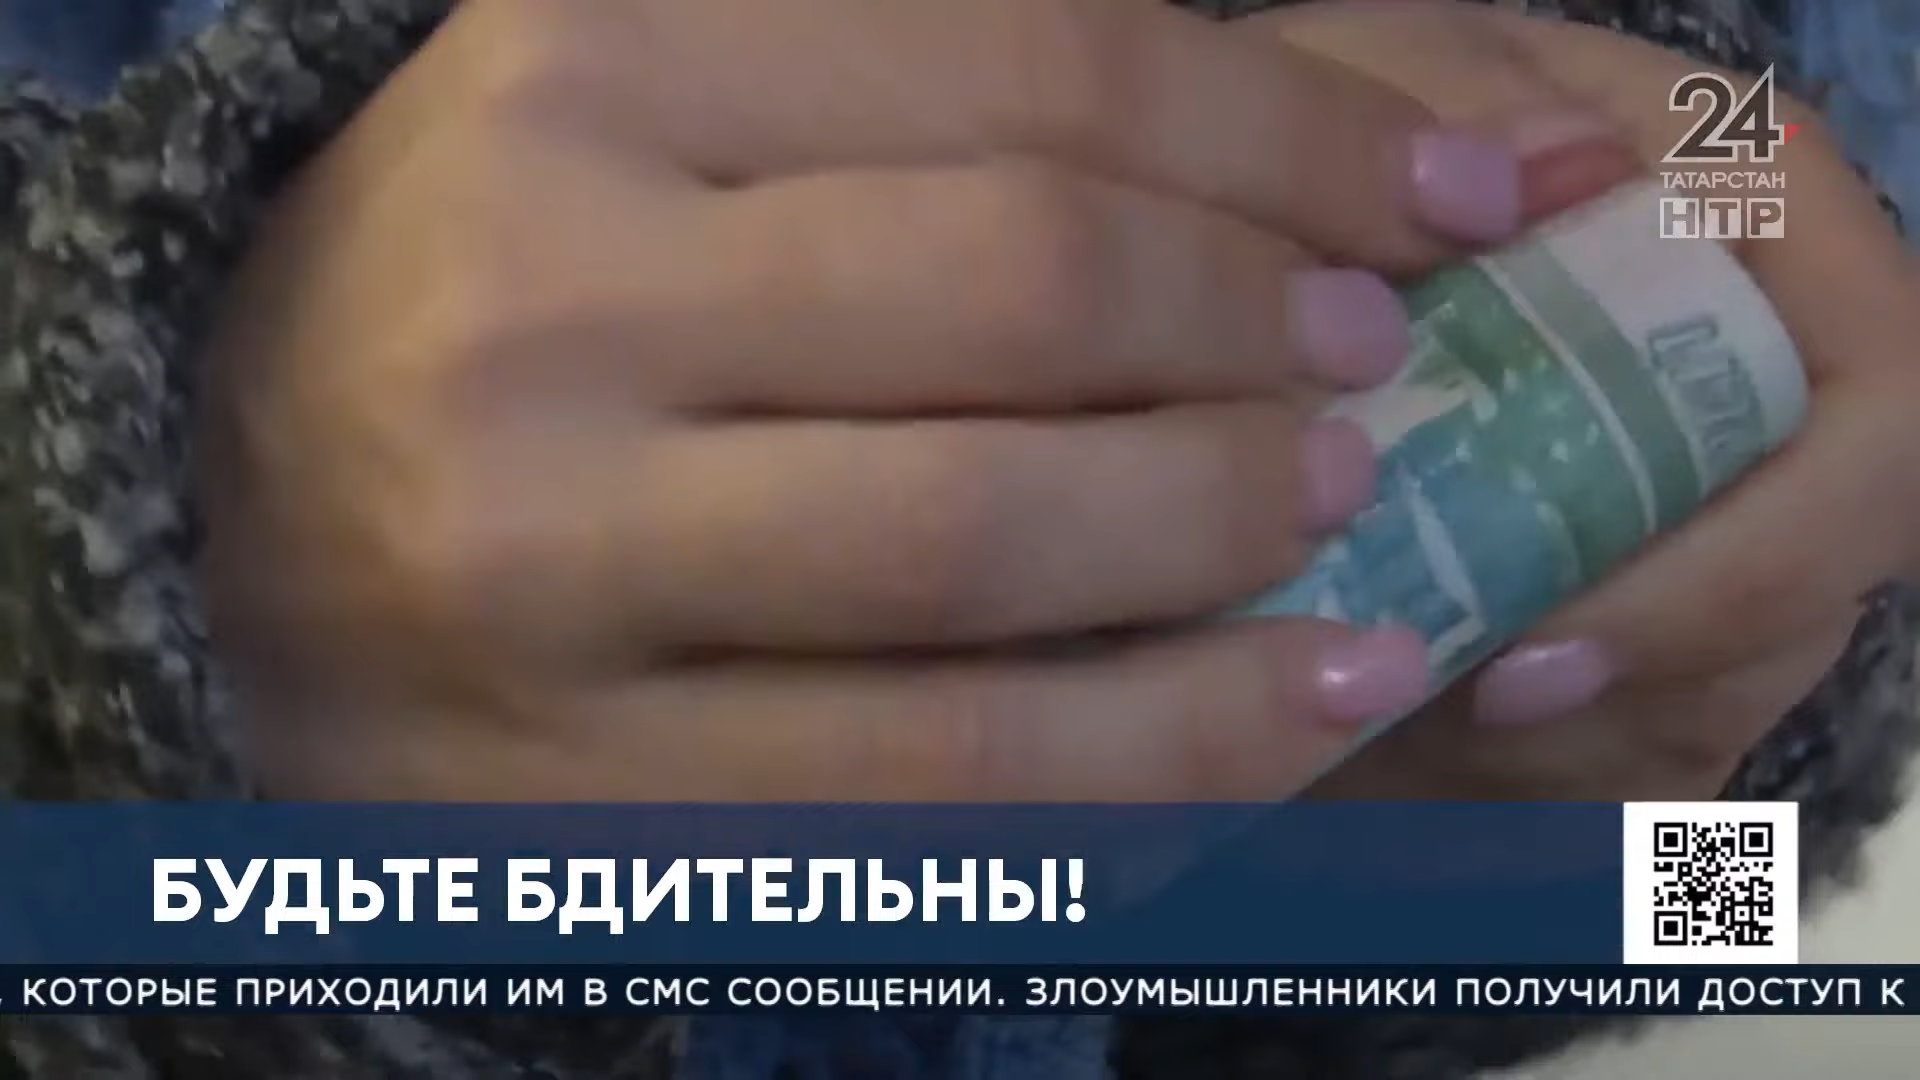 24
ТАТАРСТАН
НТР
БУДЬТЕ БДИТЕЛЬНЫ!
, КОТОРЫЕ ПРИХОДИЛИ ИМ В СМС СООБЩЕНИИ. ЗЛОУМЫШЛЕННИКИ ПОЛУЧИЛИ ДОСТУП К